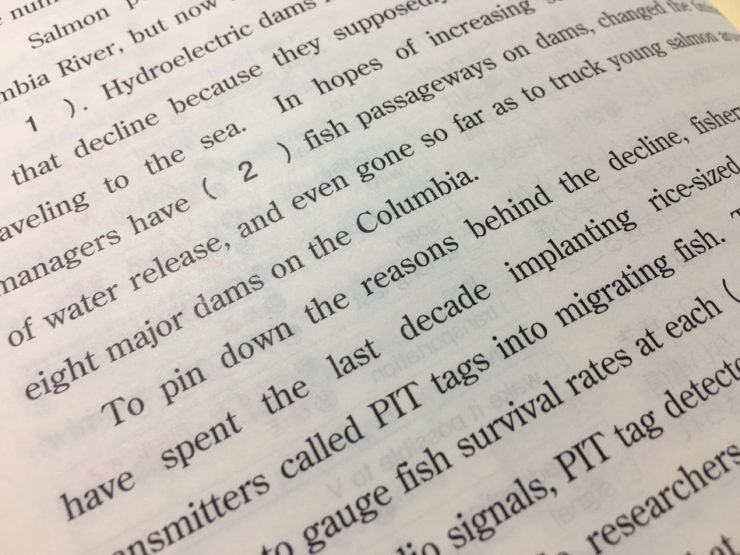 Salmon p
mbia River, but now
1 ). Hydroelectric dams
that decline because they supposedly
aveling to the sea. In hopes of increasing
managers have ( 2 ) fish passageways on dams, changed the
of water release, and even gone so far as to truck young salmon
eight major dams on the Columbia.
To pin down the reasons behind the decline, fisher
have spent the last decade implanting rice-sized
ansmitters called PIT tags into migrating fish.
to gauge fish survival rates at each (
io signals, PIT tag detecto
researchers
at